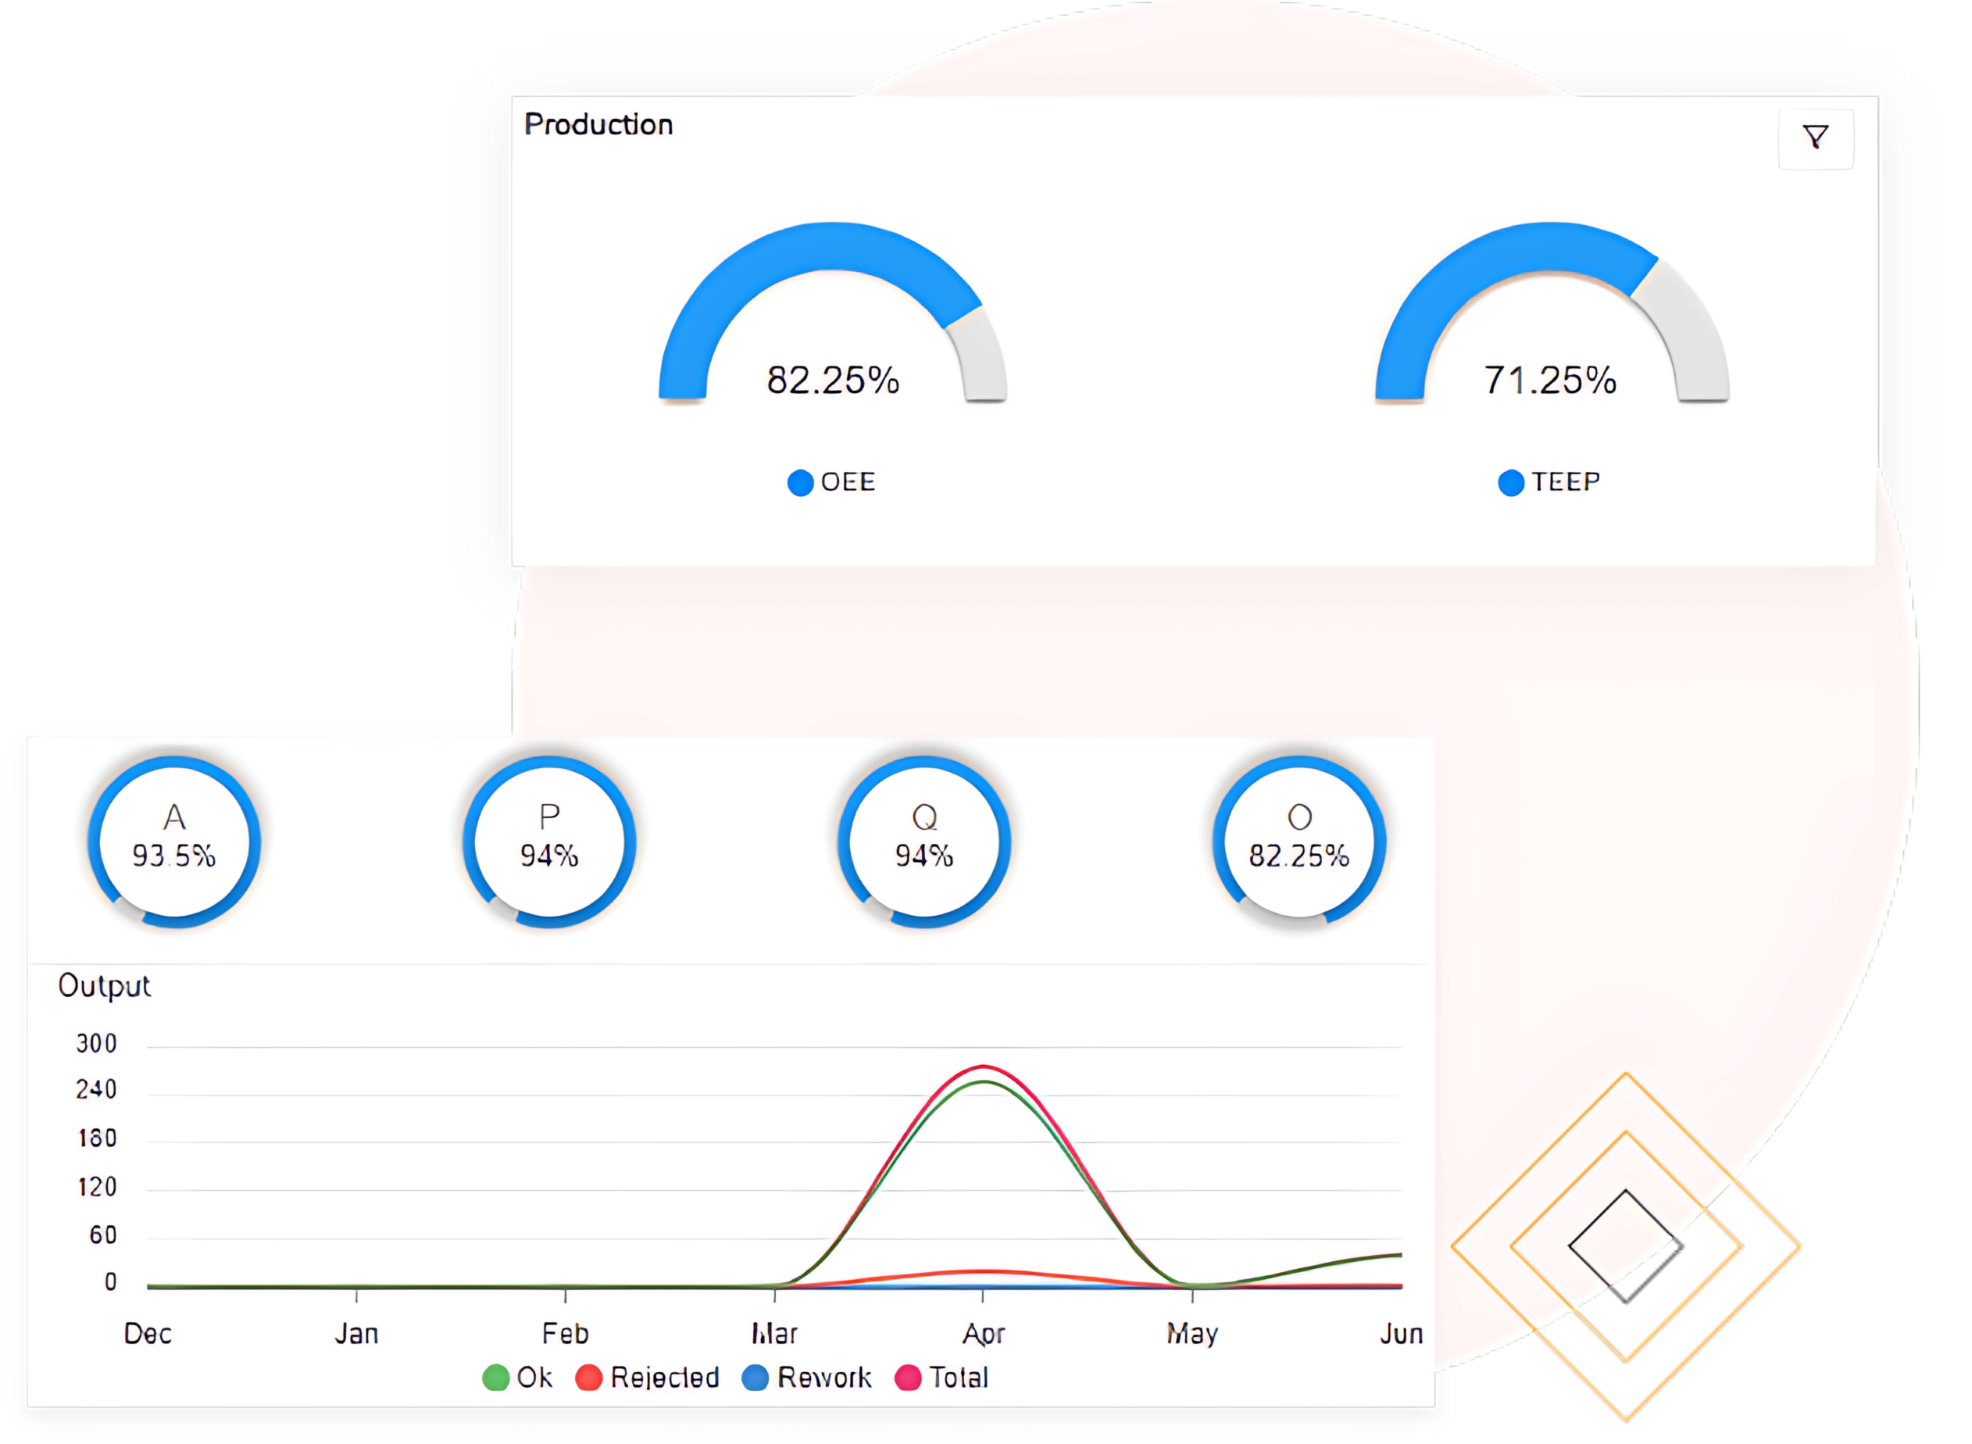 Production
82.25%
71.25%
OEE
TEEP
A
93.5%
P
94%
Q
94%
O
82.25%
Output
300
240
180
120
60
0
Dec Jan Feb Mar Apr May Jun
Ok Rejected Rework Total